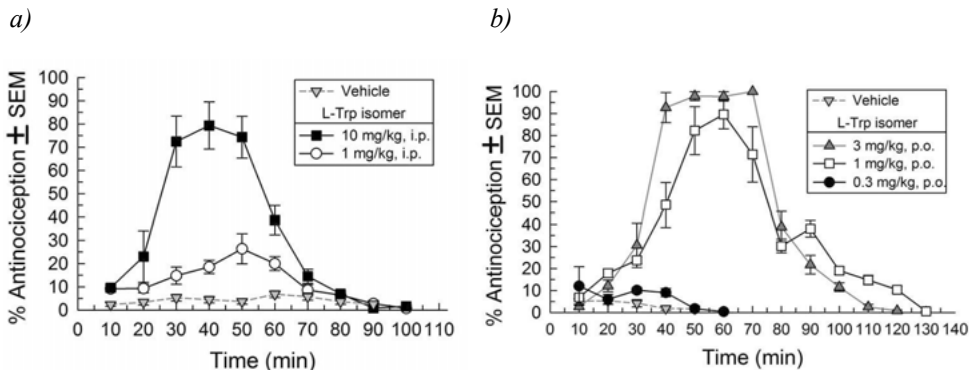 a)
b)
% Antinociception ± SEM
100
90
80
70
60
50
40
30
20
10
0
Vehicle
L-Trp isomer
10 mg/kg, i.p.
1 mg/kg, i.p.
0 10 20 30 40 50 60 70 80 90 100 110
Time (min)
% Antinociception ± SEM
100
90
80
70
60
50
40
30
20
10
0
Vehicle
L-Trp isomer
3 mg/kg, p.o.
1 mg/kg, p.o.
0.3 mg/kg, p.o.
0 10 20 30 40 50 60 70 80 90 100 110 120 130 140
Time (min)